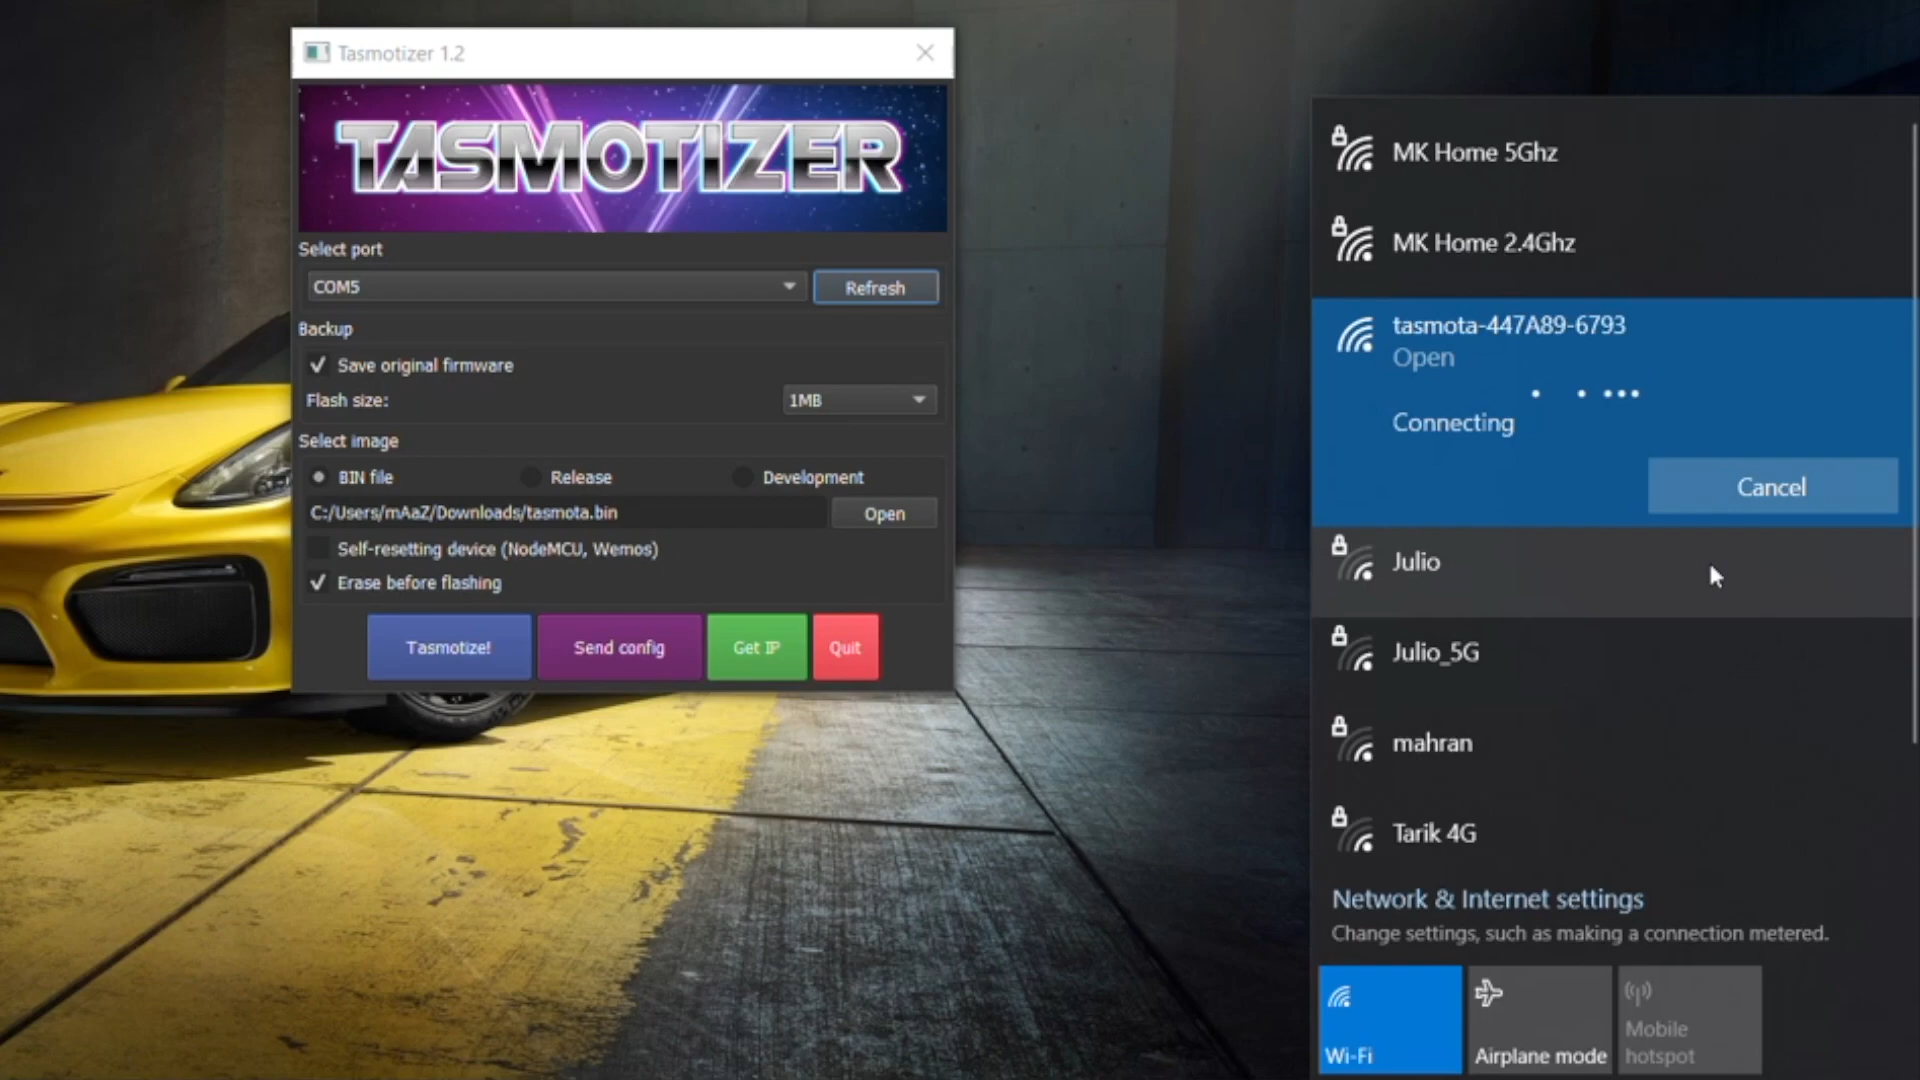 Tasmotizer 1.2
TASMOTIZER
Select port
COM5
Refresh
Backup
Save original firmware
Flash size:
1MB
Select image
BIN file
Release
Development
C:/Users/mAaZ/Downloads/tasmota.bin
Open
Self-resetting device (NodeMCU, Wemos)
Erase before flashing
Tasmotize!
Send config
Get IP
Quit
MK Home 5Ghz
MK Home 2.4Ghz
tasmota-447A89-6793
Open
Connecting
Cancel
Julio
Julio_5G
mahran
Tarik 4G
Network & Internet settings
Change settings, such as making a connection metered.
Wi-Fi
Airplane mode
Mobile
hotspot